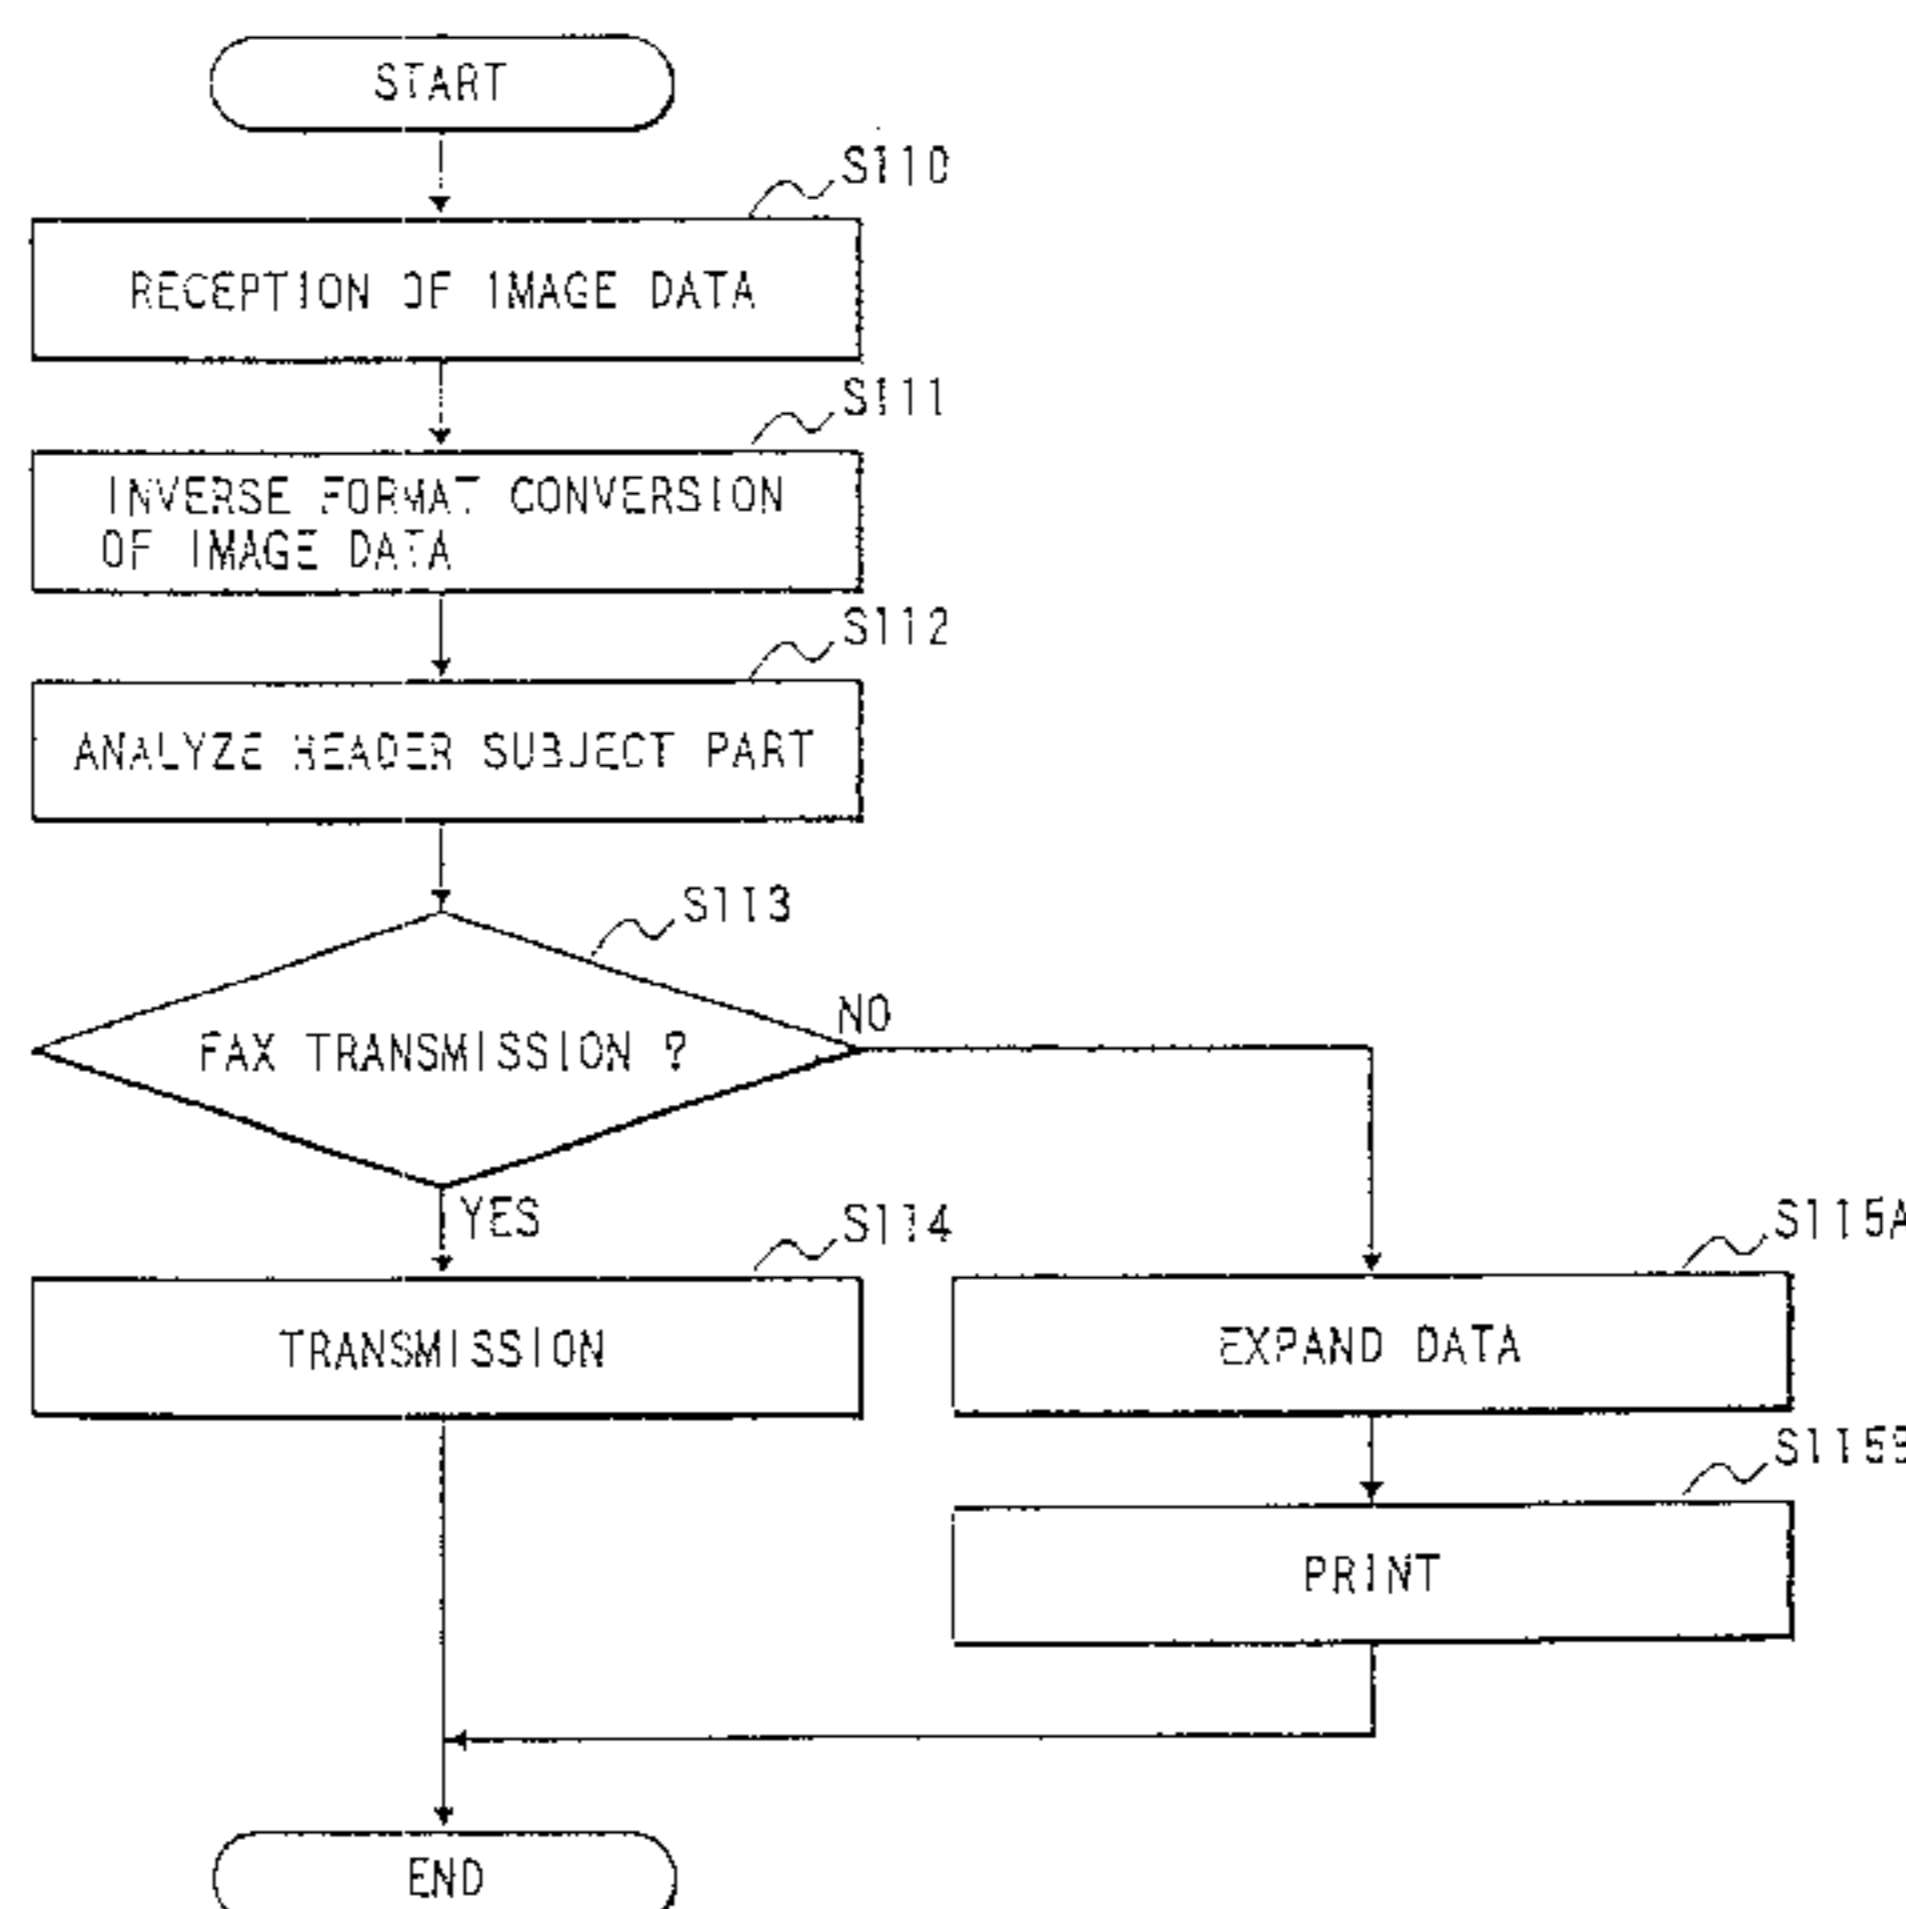 START
S110
RECEPTION OF IMAGE DATA
S111
INVERSE FORMAT CONVERSION
OF IMAGE DATA
S112
ANALYZE HEADER SUBJECT PART
S113
FAX TRANSMISSION ?
NO
YES
S114
TRANSMISSION
S115A
EXPAND DATA
S115B
PRINT
END